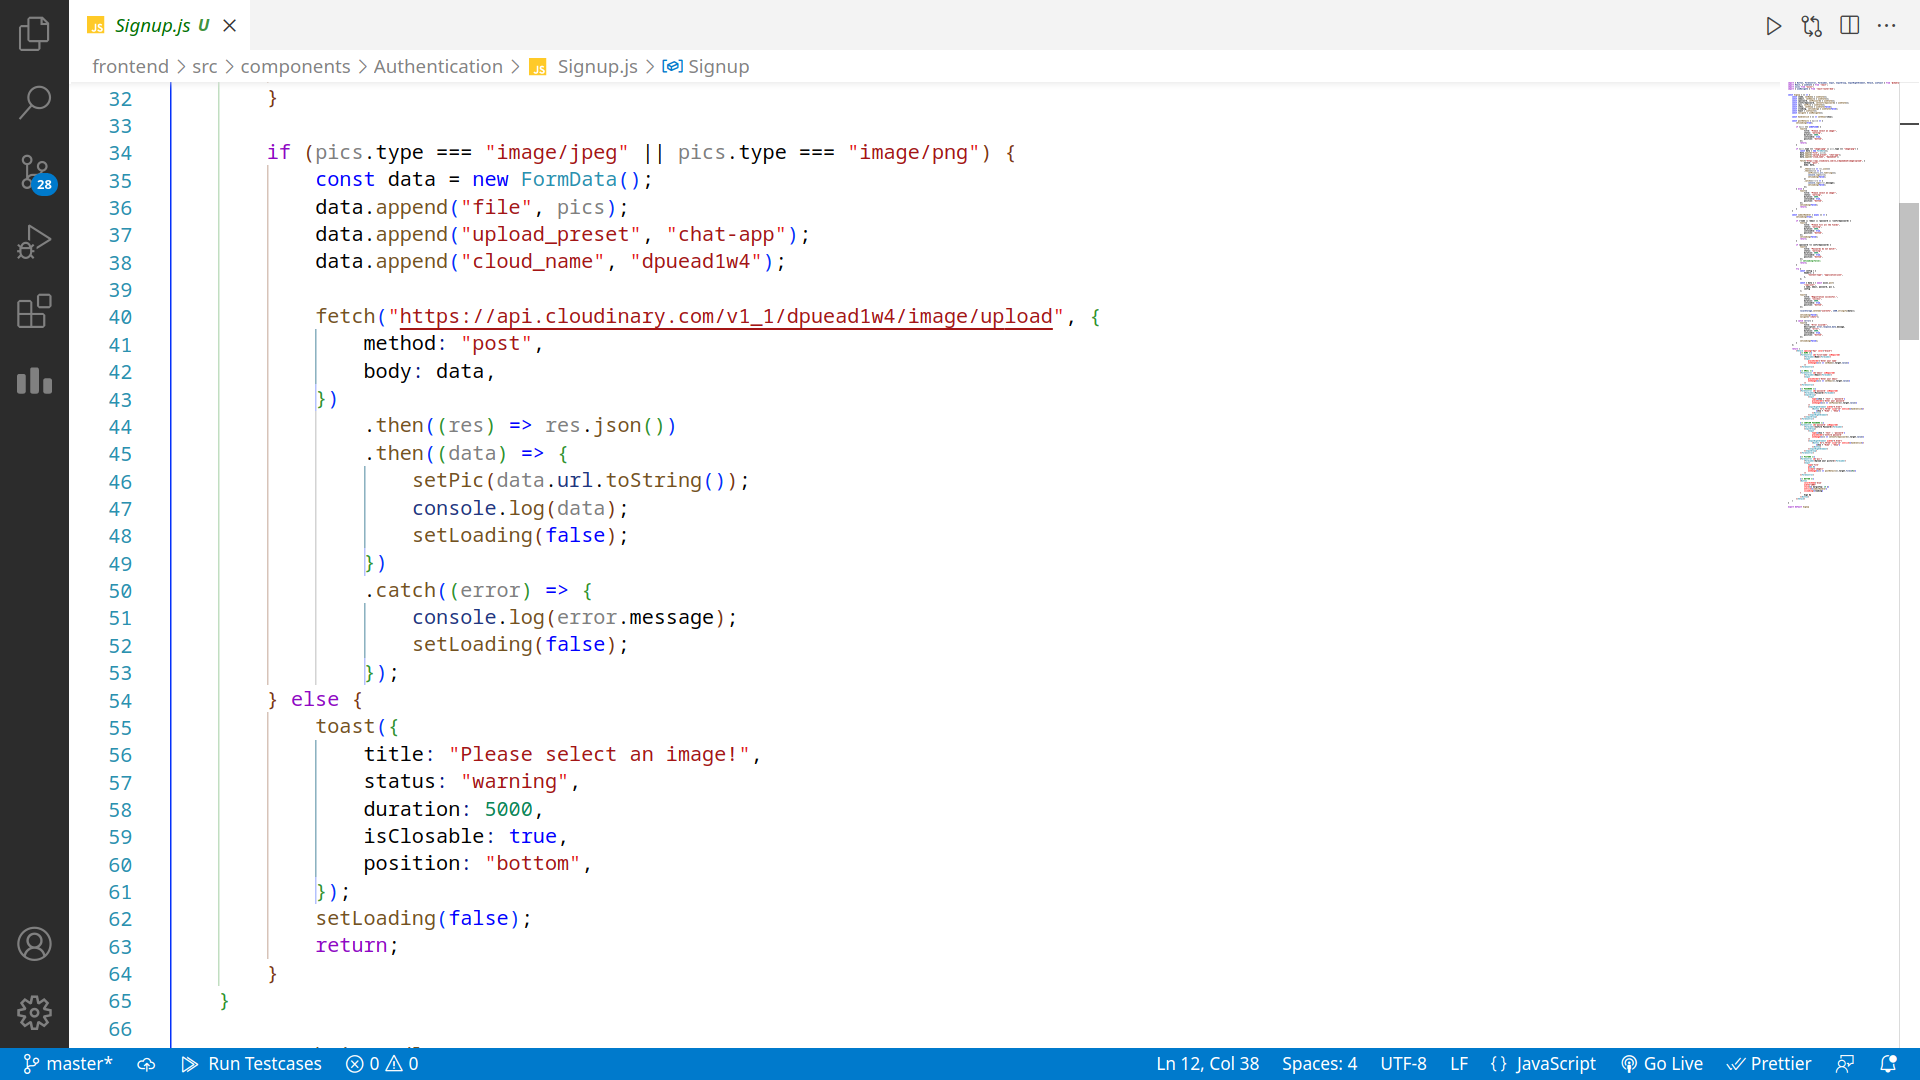 JS Signup.js U
frontend > src > components > Authentication > JS Signup.js > Signup
32 }
33
34 if (pics.type === "image/jpeg" || pics.type === "image/png") {
35 const data = new FormData();
36 data.append("file", pics);
37 data.append("upload_preset", "chat-app");
38 data.append("cloud_name", "dpuead1w4");
39
40 fetch("https://api.cloudinary.com/v1_1/dpuead1w4/image/upload", {
41 method: "post",
42 body: data,
43 })
44 .then((res) => res.json())
45 .then((data) => {
46 setPic(data.url.toString());
47 console.log(data);
48 setLoading(false);
49 })
50 .catch((error) => {
51 console.log(error.message);
52 setLoading(false);
53 });
54 } else {
55 toast({
56 title: "Please select an image!",
57 status: "warning",
58 duration: 5000,
59 isClosable: true,
60 position: "bottom",
61 });
62 setLoading(false);
63 return;
64 }
65 }
66
28
master* Run Testcases 0 0 Ln 12, Col 38 Spaces: 4 UTF-8 LF {} JavaScript Go Live Prettier